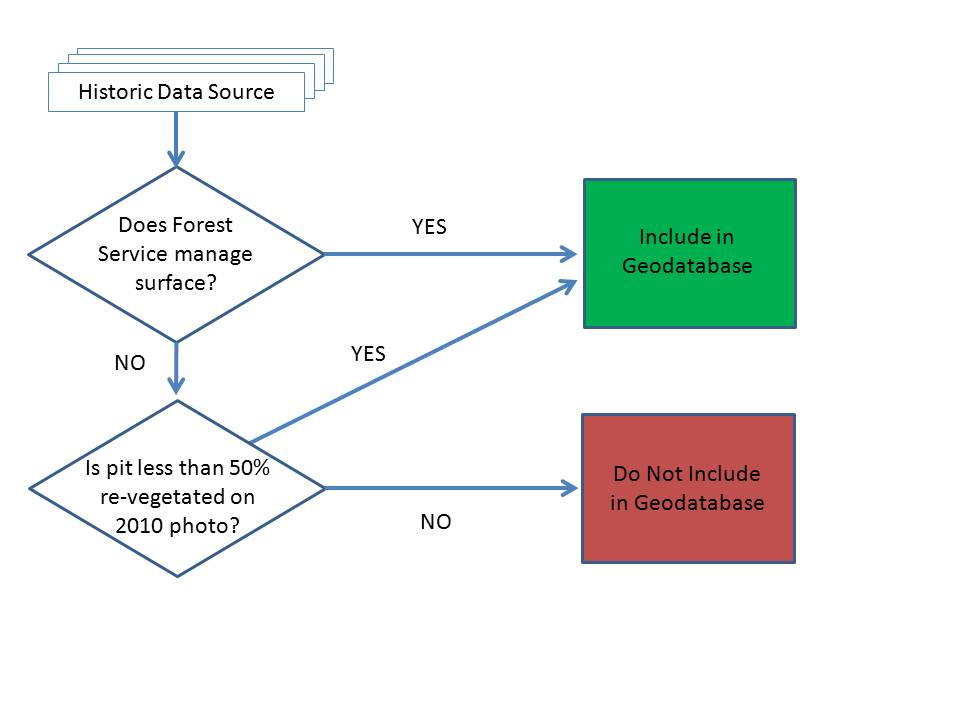 Historic Data Source
Does Forest
Service manage
surface?
YES
Include in
Geodatabase
NO
YES
Is pit less than 50%
re-vegetated on
2010 photo?
NO
Do Not Include
in Geodatabase